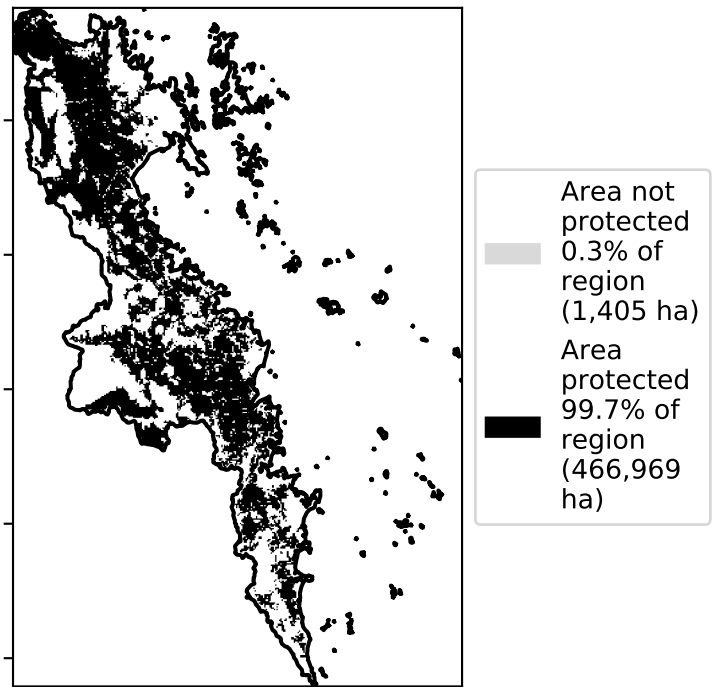 Area not
protected
0.3% of
region
(1,405 ha)
Area
protected
99.7% of
region
(466,969
ha)